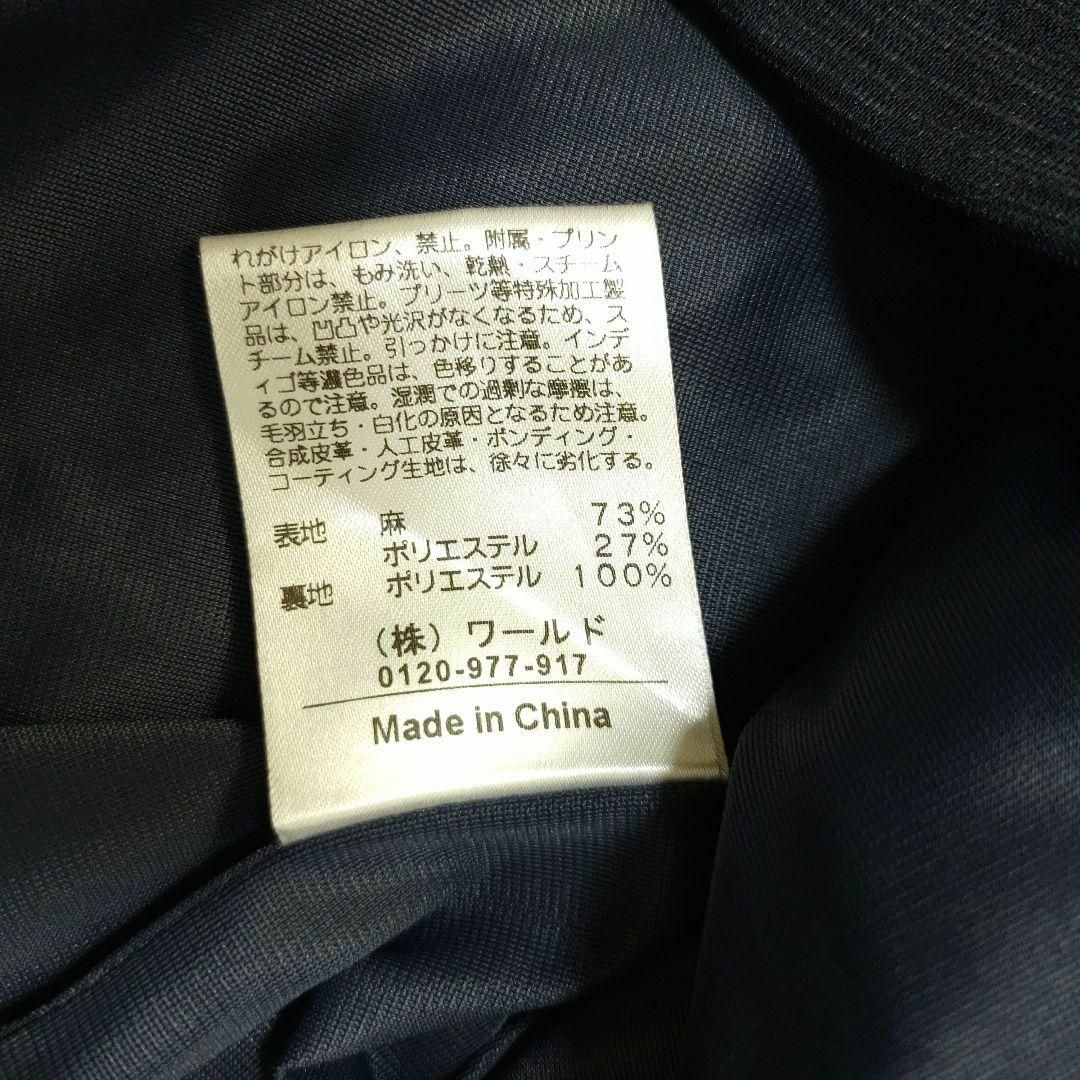 れがけアイロン、禁止。附属・プリン
ト部分は、もみ洗い、乾熱・スチーム
アイロン禁止。プリーツ等特殊加工製
品は、凹凸や光沢がなくなるため、ス
チーム禁止。引っかけに注意。インデ
ィゴ等濃色品は、色移りすることがあ
るので注意。湿潤での過剰な摩擦は、
毛羽立ち・白化の原因となるため注意。
合成皮革・人工皮革・ボンディング・
コーティング生地は、徐々に劣化する。
表地 麻 73%
ポリエステル 27%
裏地 ポリエステル 100%
(株) ワールド
0120-977-917
Made in China